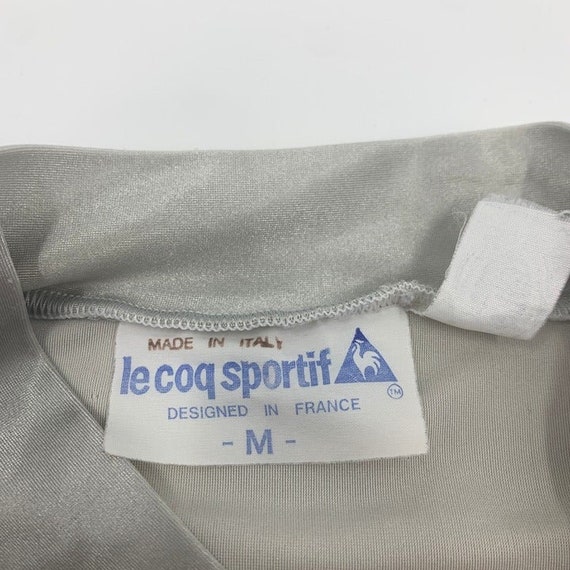 MADE IN ITALY
le coq sportif
TM
DESIGNED IN FRANCE
- M -